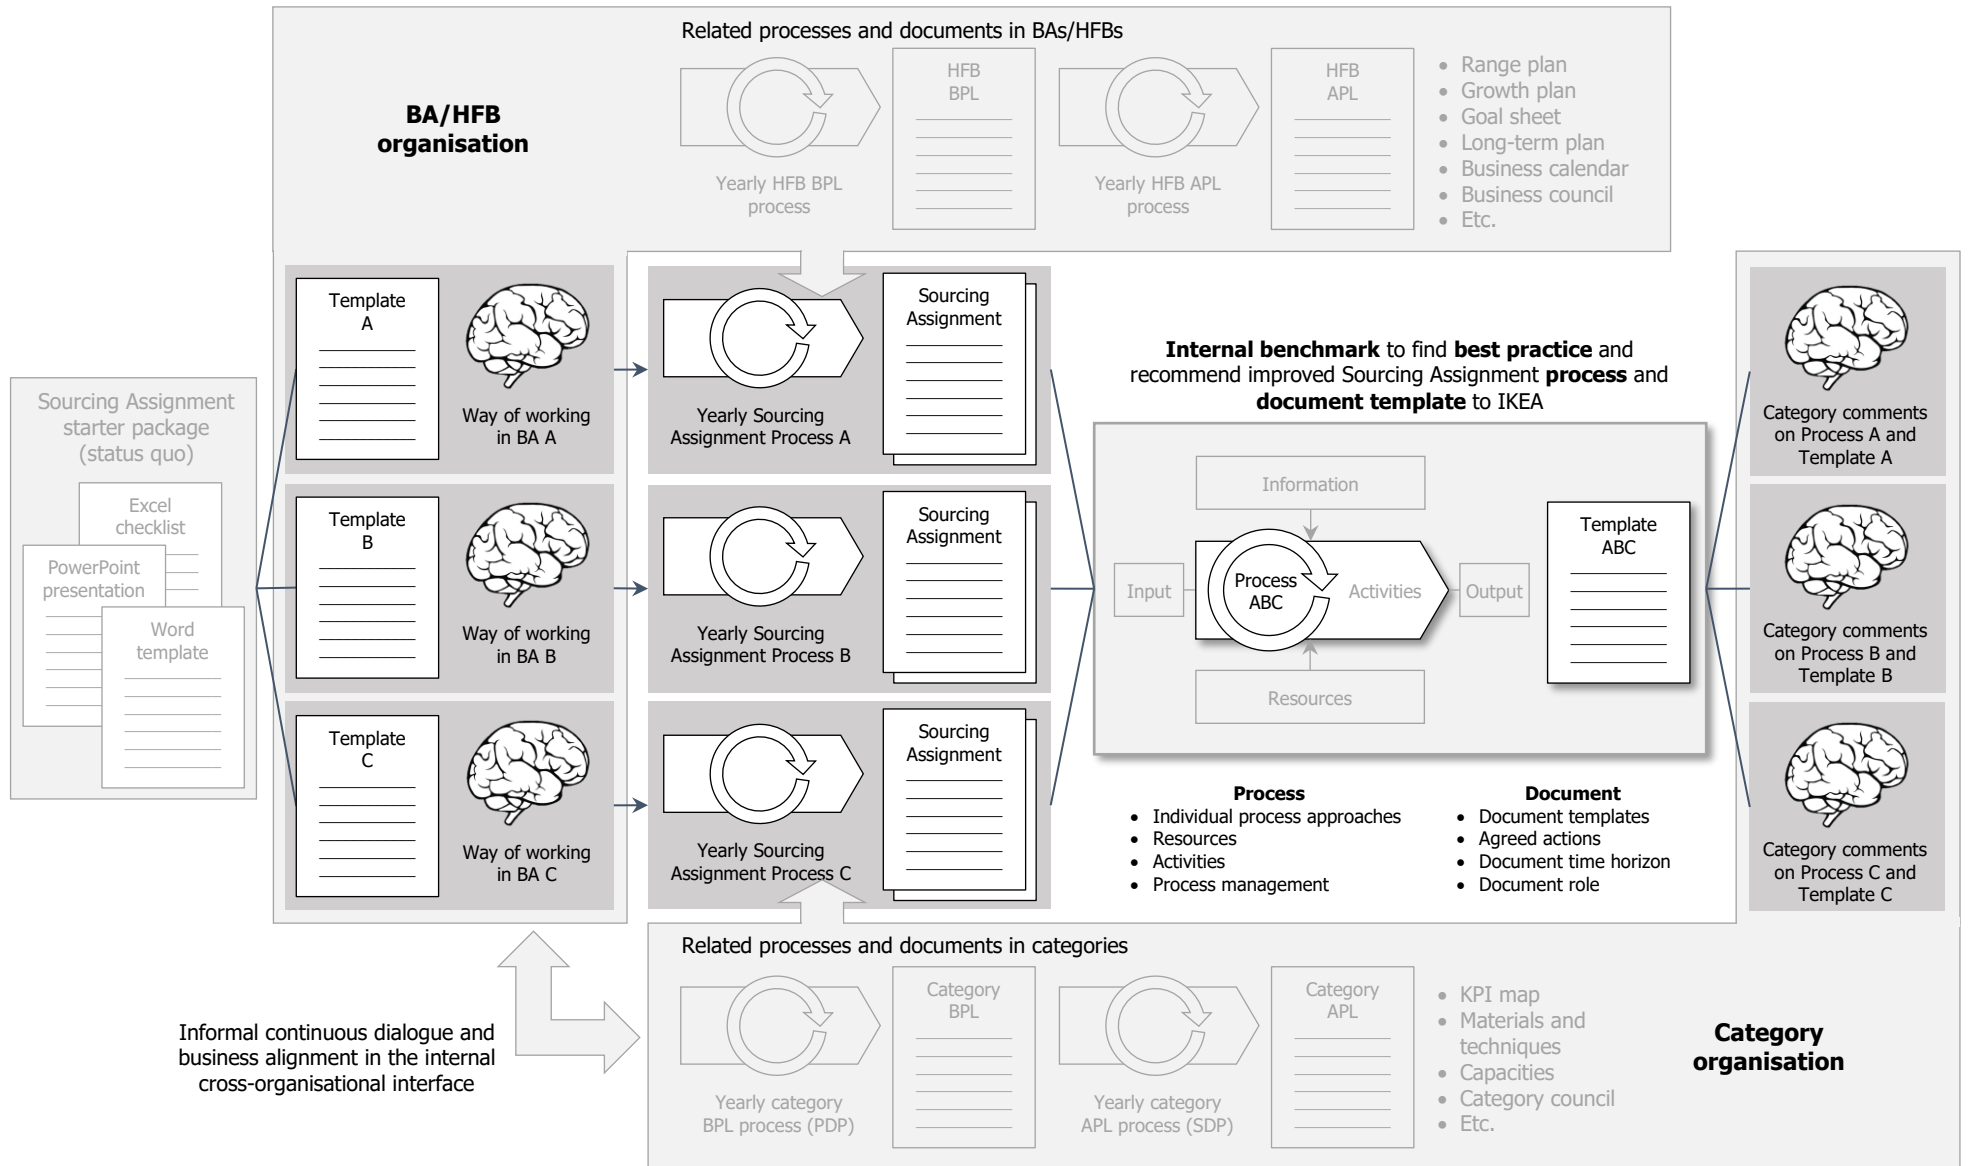 Related processes and documents in BAs/HFBs
BA/HFB
organisation
Yearly HFB BPL
process
HFB
BPL
Yearly HFB APL
process
HFB
APL
• Range plan
• Growth plan
• Goal sheet
• Long-term plan
• Business calendar
• Business council
• Etc.
Sourcing Assignment
starter package
(status quo)
Excel
checklist
PowerPoint
presentation
Word
template
Template
A
Way of working
in BA A
Yearly Sourcing
Assignment Process A
Sourcing
Assignment
Template
B
Way of working
in BA B
Yearly Sourcing
Assignment Process B
Sourcing
Assignment
Template
C
Way of working
in BA C
Yearly Sourcing
Assignment Process C
Sourcing
Assignment
Internal benchmark to find best practice and
recommend improved Sourcing Assignment process and
document template to IKEA
Information
Input
Process
ABC
Activities
Output
Resources
Template
ABC
Process
• Individual process approaches
• Resources
• Activities
• Process management
Document
• Document templates
• Agreed actions
• Document time horizon
• Document role
Category comments
on Process A and
Template A
Category comments
on Process B and
Template B
Category comments
on Process C and
Template C
Informal continuous dialogue and
business alignment in the internal
cross-organisational interface
Related processes and documents in categories
Yearly category
BPL process (PDP)
Category
BPL
Yearly category
APL process (SDP)
Category
APL
• KPI map
• Materials and
techniques
• Capacities
• Category council
• Etc.
Category
organisation